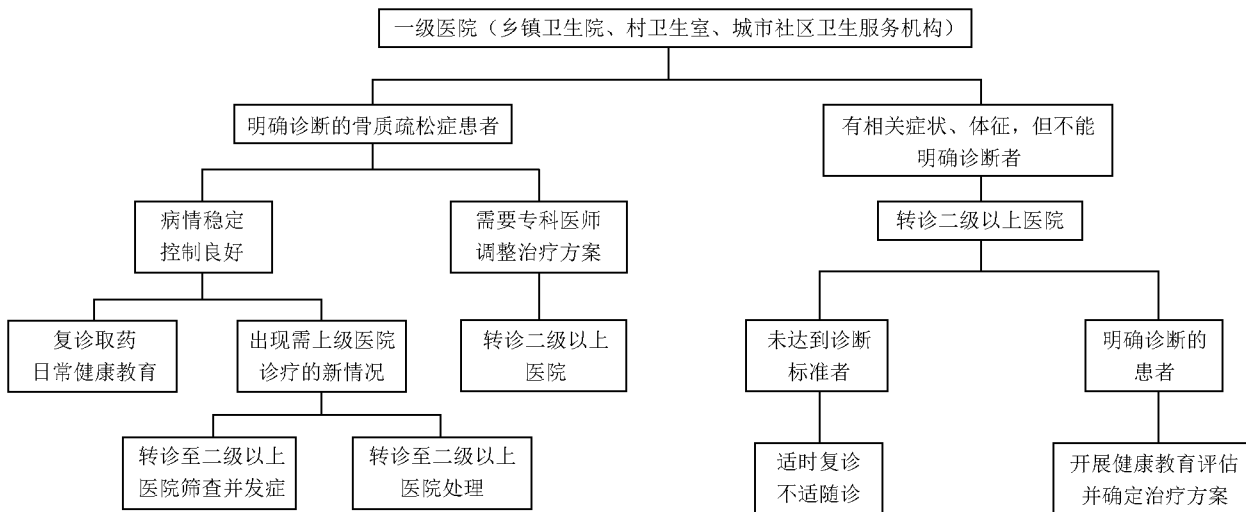 一级医院（乡镇卫生院、村卫生室、城市社区卫生服务机构）
明确诊断的骨质疏松症患者
有相关症状、体征，但不能
明确诊断者
病情稳定
控制良好
需要专科医师
调整治疗方案
转诊二级以上医院
复诊取药
日常健康教育
出现需上级医院
诊疗的新情况
转诊二级以上
医院
未达到诊断
标准者
明确诊断的
患者
转诊至二级以上
医院筛查并发症
转诊至二级以上
医院处理
适时复诊
不适随诊
开展健康教育评估
并确定治疗方案